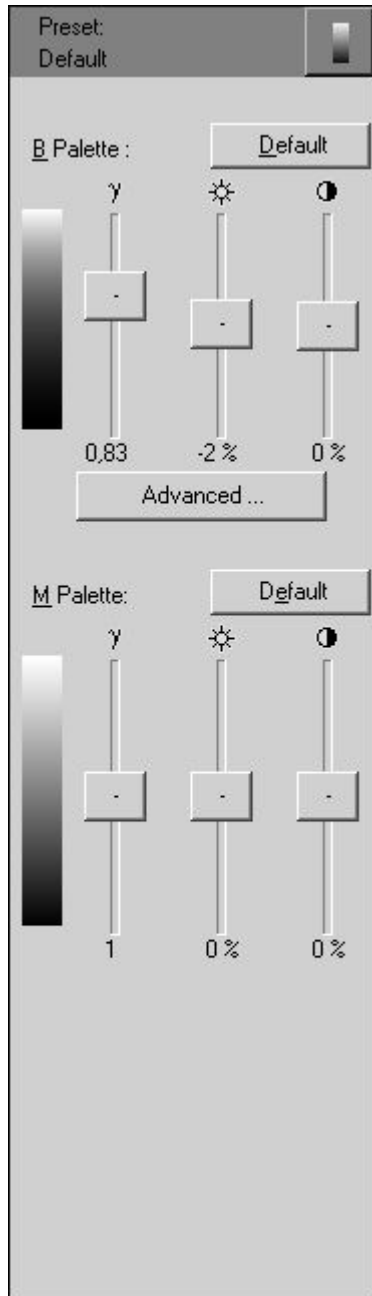 Preset:
Default
B Palette : Default
γ
0,83 -2 % 0 %
Advanced ...
M Palette: Default
γ
1 0 % 0 %